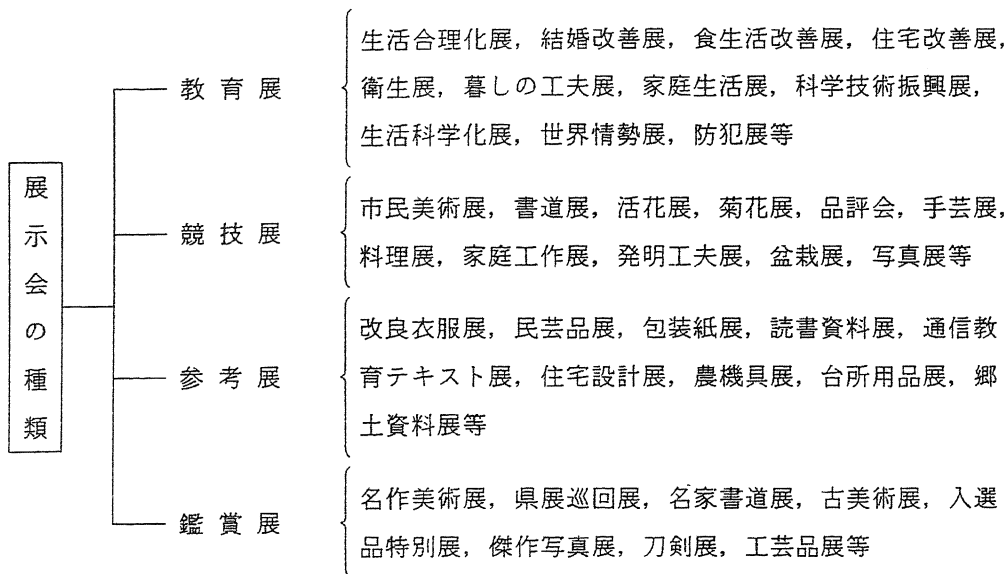 展示会の種類
教育展
生活合理化展，結婚改善展，食生活改善展，住宅改善展，
衛生展，暮しの工夫展，家庭生活展，科学技術振興展，
生活科学化展，世界情勢展，防犯展等
競技展
市民美術展，書道展，活花展，菊花展，品評会，手芸展，
料理展，家庭工作展，発明工夫展，盆栽展，写真展等
参考展
改良衣服展，民芸品展，包装紙展，読書資料展，通信教
育テキスト展，住宅設計展，農機具展，台所用品展，郷
土資料展等
鑑賞展
名作美術展，県展巡回展，名家書道展，古美術展，入選
品特別展，傑作写真展，刀剣展，工芸品展等